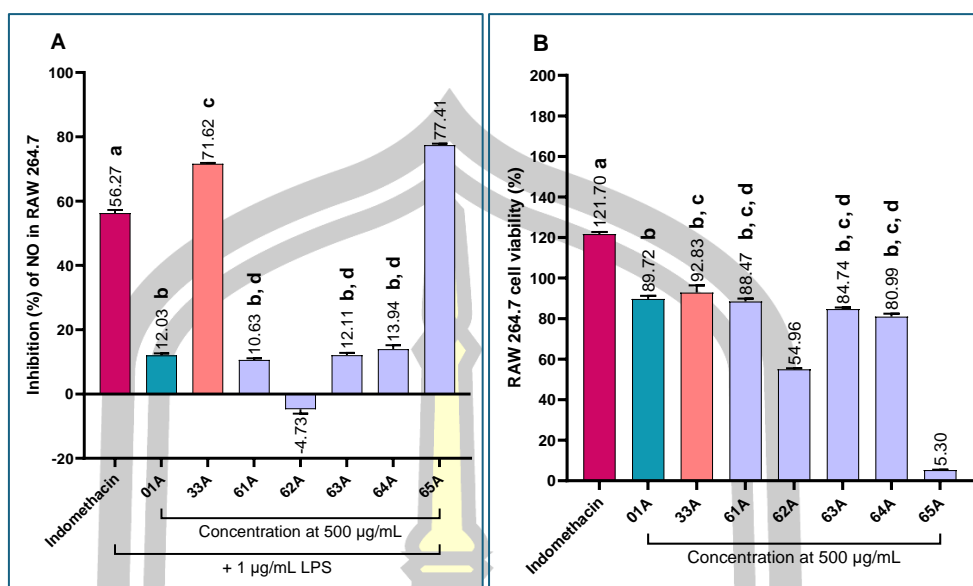 A
Inhibition (%) of NO in RAW 264.7
100
80
60
40
20
0
-20
56.27 a
12.03 b
71.62 c
10.63 b, d
-4.73
12.11 b, d
13.94 b, d
77.41
Indomethacin
01A
33A
61A
62A
63A
64A
65A
Concentration at 500 µg/mL
+ 1 µg/mL LPS
B
RAW 264.7 cell viability (%)
200
180
160
140
120
100
80
60
40
20
0
121.70 a
89.72 b
92.83 b, c
88.47 b, c, d
54.96
84.74 b, c, d
80.99 b, c, d
5.30
Indomethacin
01A
33A
61A
62A
63A
64A
65A
Concentration at 500 µg/mL